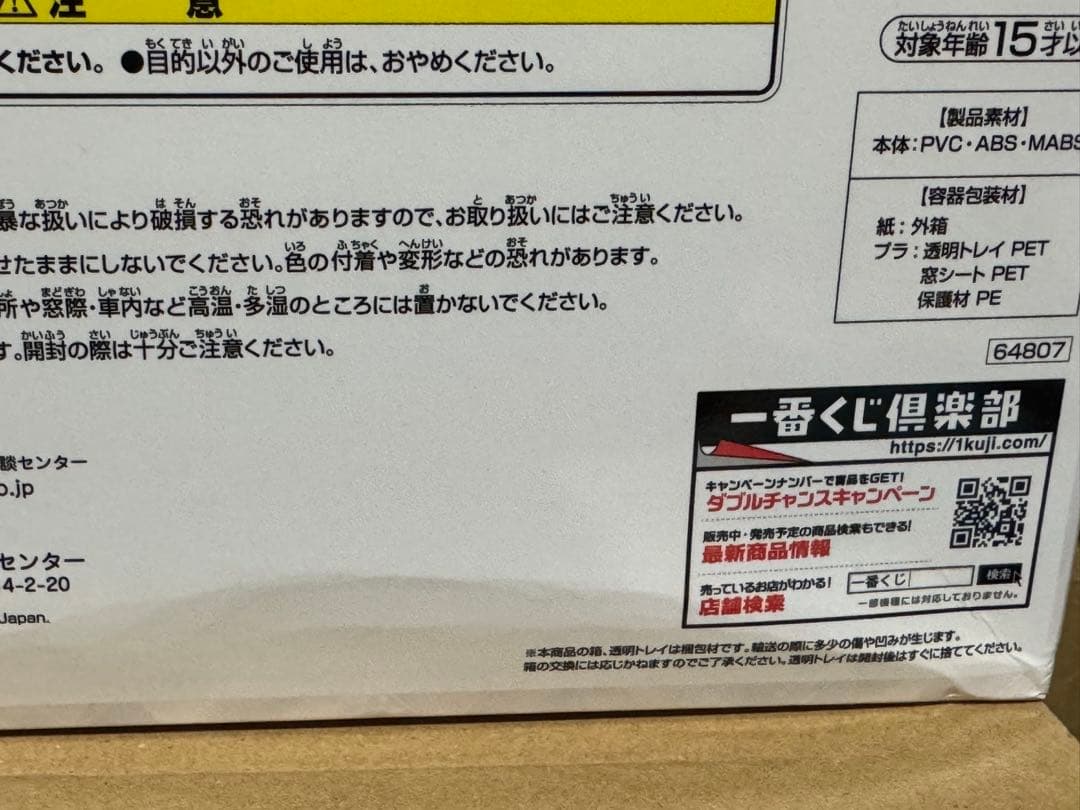 注意
ください。●目的以外のご使用は、おやめください。
対象年齢15才以
【製品素材】
本体：PVC・ABS・MABS
【容器包装材】
紙：外箱
プラ：透明トレイ PET
窓シート PET
保護材 PE
64807
暴な扱いにより破損する恐れがありますので、お取り扱いにはご注意ください。
せたままにしないでください。色の付着や変形などの恐れがあります。
所や窓際・車内など高温・多湿のところには置かないでください。
す。開封の際は十分ご注意ください。
談センター
o.jp
センター
4-2-20
Japan.
一番くじ倶楽部
https://1kuji.com/
キャンペーンナンバーで賞品をGET!
ダブルチャンスキャンペーン
販売中・発売予定の商品検索もできる!
最新商品情報
売っているお店がわかる!
店舗検索
一番くじ 検索
一部機種には対応しておりません。
※本商品の箱、透明トレイは梱包材です。輸送の際に多少の傷や凹みが生じます。
箱の交換には応じかねますのでご了承ください。透明トレイは開封後はすぐに捨ててください。